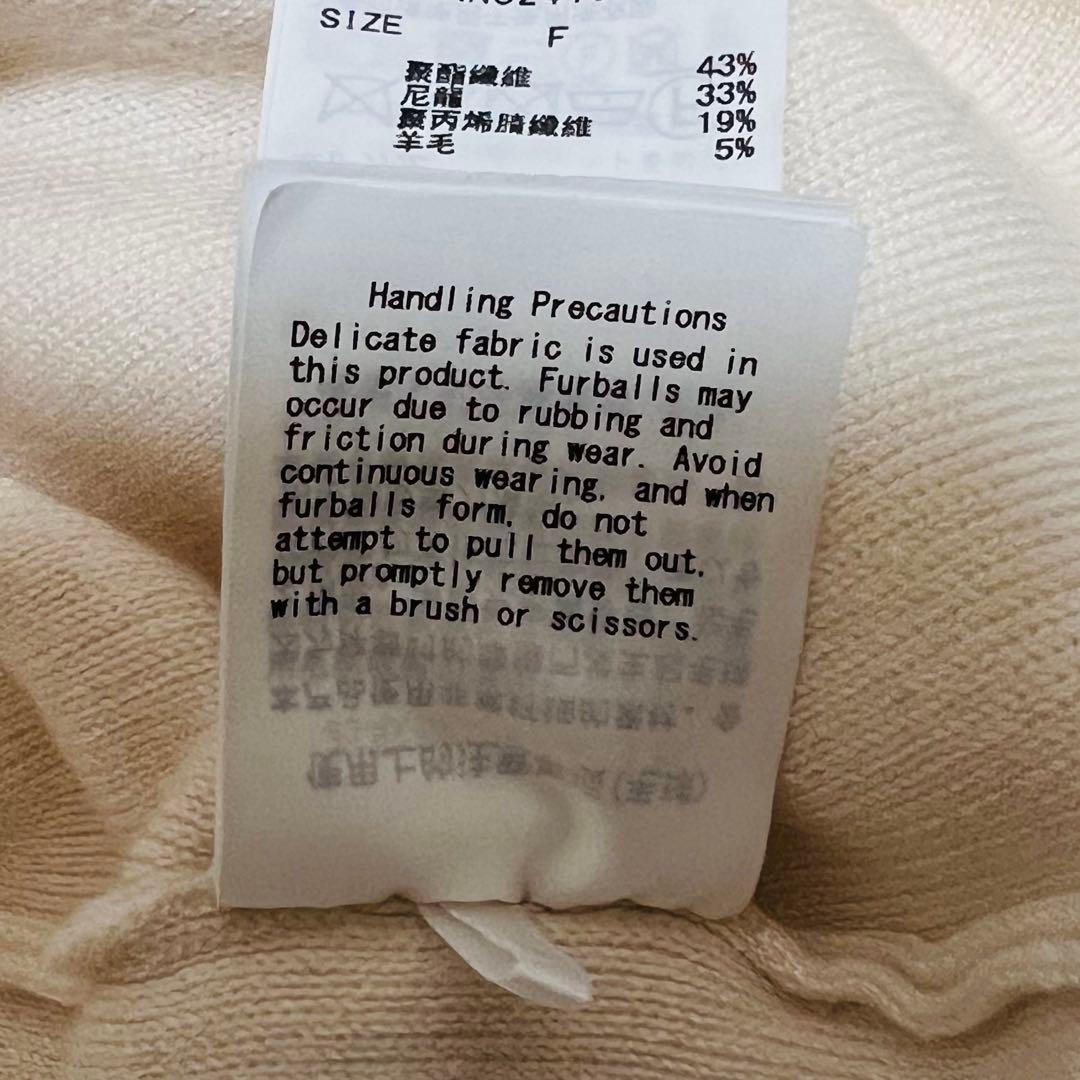 SIZE F
聚酯纖維 43%
尼龍 33%
聚丙烯腈纖維 19%
羊毛 5%
Handling Precautions
Delicate fabric is used in
this product. Furballs may
occur due to rubbing and
friction during wear. Avoid
continuous wearing, and when
furballs form, do not
attempt to pull them out,
but promptly remove them
with a brush or scissors.